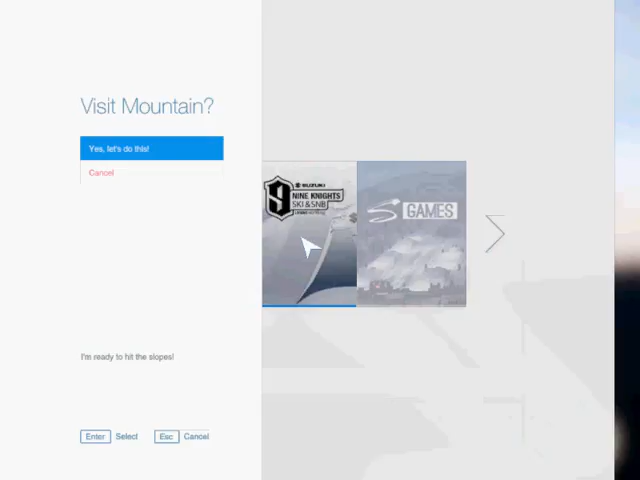 Visit Mountain?
Yes, let's do this!
Cancel
SUZUKI
9 NINE KNIGHTS
SKI & SNB
S GAMES
I'm ready to hit the slopes!
Enter Select Esc Cancel